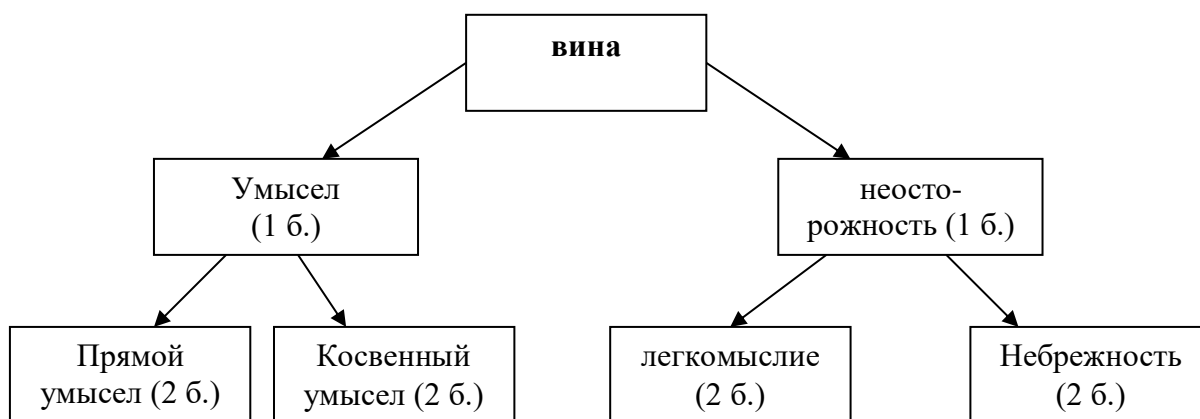 вина
Умысел
(1 б.)
неосто-
рожность (1 б.)
Прямой
умысел (2 б.)
Косвенный
умысел (2 б.)
легкомыслие
(2 б.)
Небрежность
(2 б.)